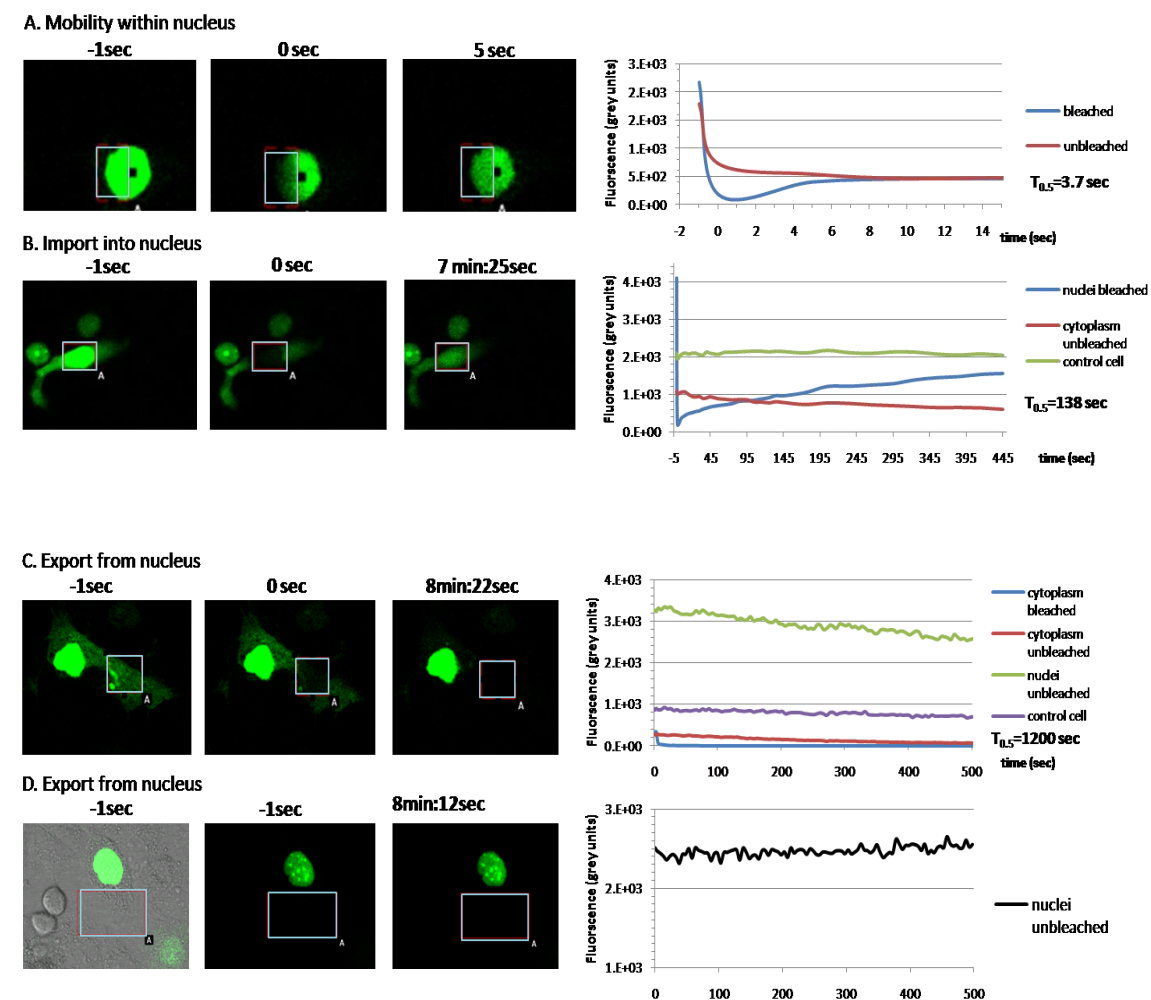 A. Mobility within nucleus
-1sec 0 sec 5 sec
A A A
Fluorscence (grey units)
3.E+03
2.E+03
2.E+03
1.E+03
1.E+03
5.E+02
0.E+00
-2 0 2 4 6 8 10 12 14 time (sec)
bleached
unbleached
T0.5=3.7 sec
B. Import into nucleus
-1sec 0 sec 7 min:25sec
A A A
Fluorscence (grey units)
4.E+03
3.E+03
2.E+03
1.E+03
0.E+00
-5 45 95 145 195 245 295 345 395 445 time (sec)
nuclei bleached
cytoplasm
unbleached
control cell
T0.5=138 sec
C. Export from nucleus
-1sec 0 sec 8min:22sec
A A A
Fluorscence (grey units)
4.E+03
3.E+03
2.E+03
1.E+03
0.E+00
0 100 200 300 400 500
cytoplasm
bleached
cytoplasm
unbleached
nuclei
unbleached
control cell
T0.5=1200 sec
time (sec)
D. Export from nucleus
-1sec -1sec 8min:12sec
A A A
Fluorscence (grey units)
3.E+03
2.E+03
1.E+03
0 100 200 300 400 500
nuclei
unbleached